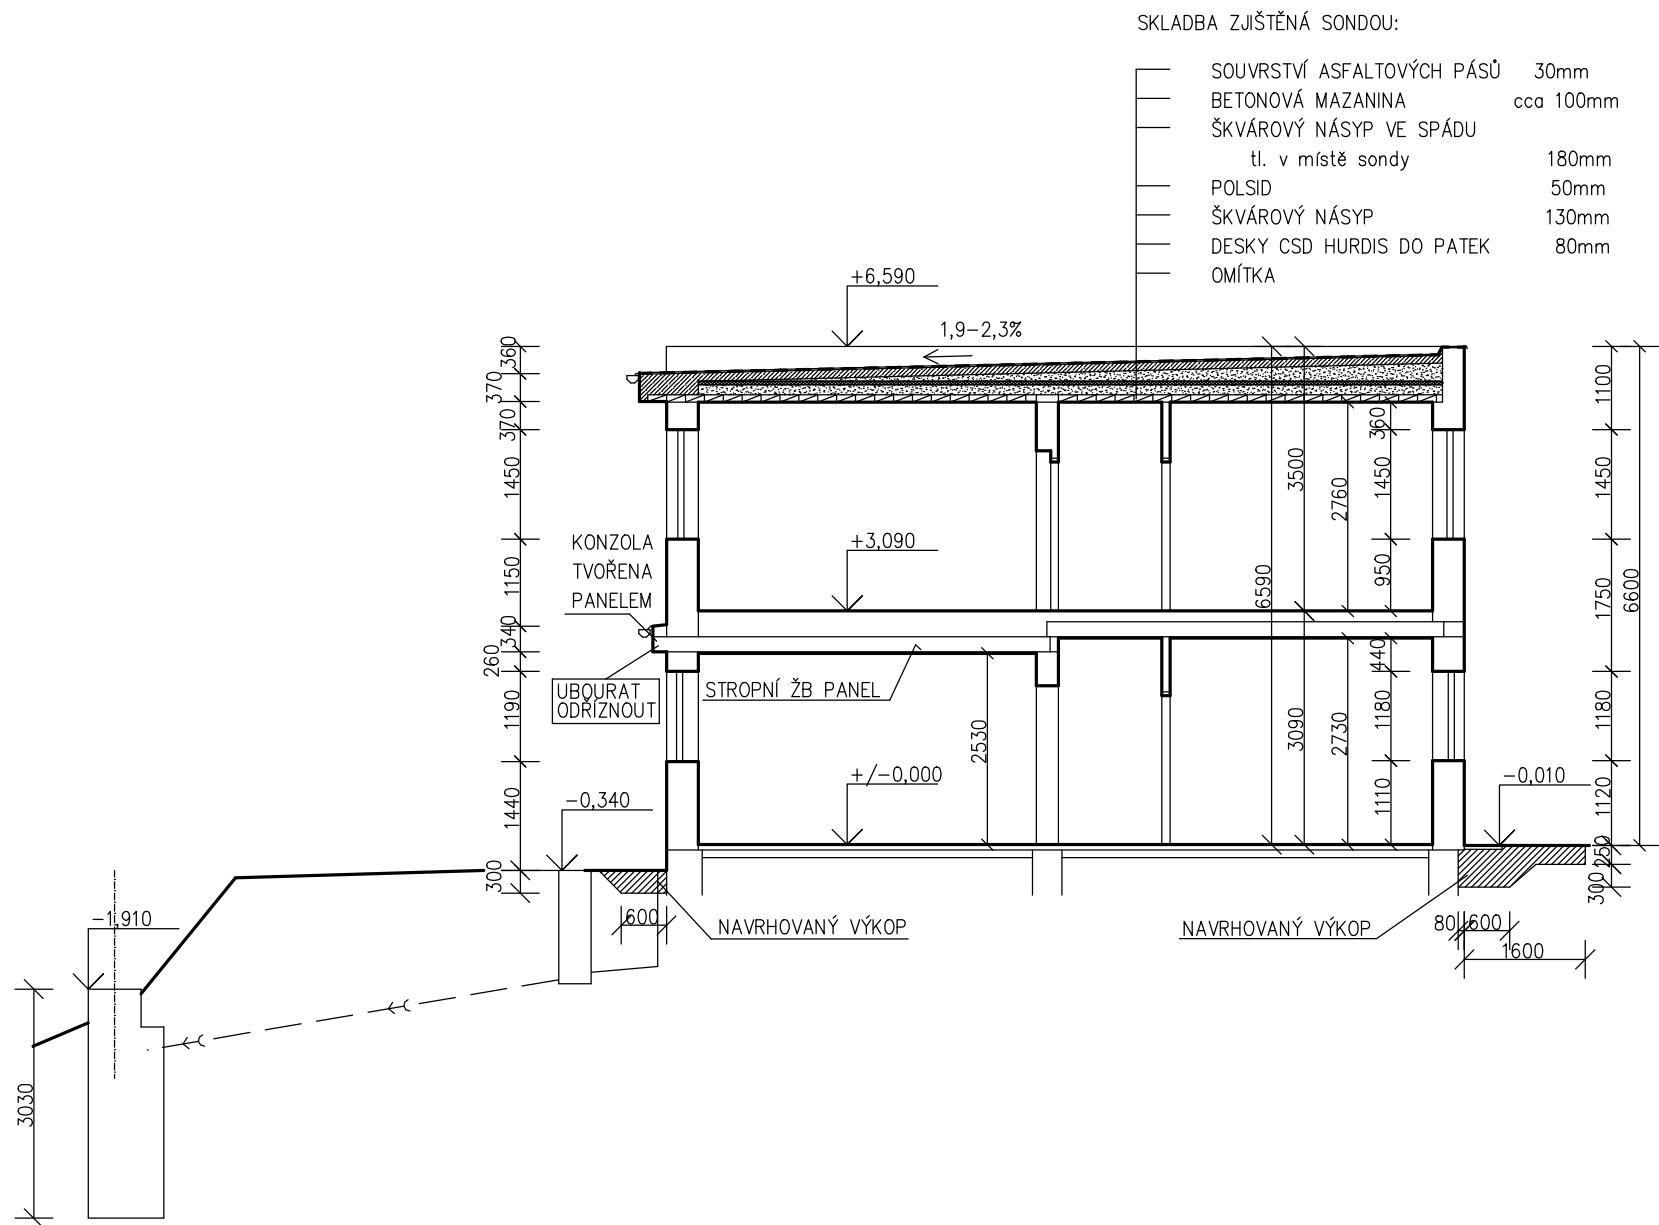 SKLADBA ZJIŠTĚNÁ SONDOU:
SOUVRSTVÍ ASFALTOVÝCH PÁSŮ 30mm
BETONOVÁ MAZANINA cca 100mm
ŠKVÁROVÝ NÁSYP VE SPÁDU
tl. v místě sondy 180mm
POLSID 50mm
ŠKVÁROVÝ NÁSYP 130mm
DESKY CSD HURDIS DO PATEK 80mm
OMÍTKA
+6,590
1,9-2,3%
360
370
370
1450
1150
340
260
1190
1440
300
KONZOLA
TVOŘENA
PANELEM
UBOURAT
ODŘÍZNOUT
STROPNÍ ŽB PANEL
+3,090
+/-0,000
-0,340
-0,010
-1,910
2530
6590
3500
3090
2760
2730
360
1450
950
440
1180
1110
1100
1450
1750
1180
1120
250
300
6600
600
NAVRHOVANÝ VÝKOP
NAVRHOVANÝ VÝKOP
80
600
1600
3030